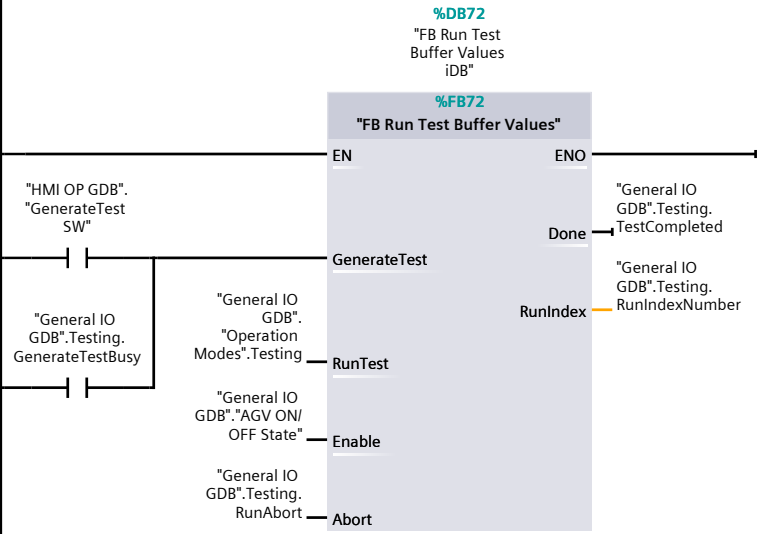 %DB72
"FB Run Test
Buffer Values
iDB"
%FB72
"FB Run Test Buffer Values"
EN
ENO
"HMI OP GDB".
"GenerateTest
SW"
GenerateTest
"General IO
GDB".Testing.
GenerateTestBusy
"General IO
GDB".
"Operation
Modes".Testing
RunTest
"General IO
GDB"."AGV ON/
OFF State"
Enable
"General IO
GDB".Testing.
RunAbort
Abort
Done
"General IO
GDB".Testing.
TestCompleted
RunIndex
"General IO
GDB".Testing.
RunIndexNumber